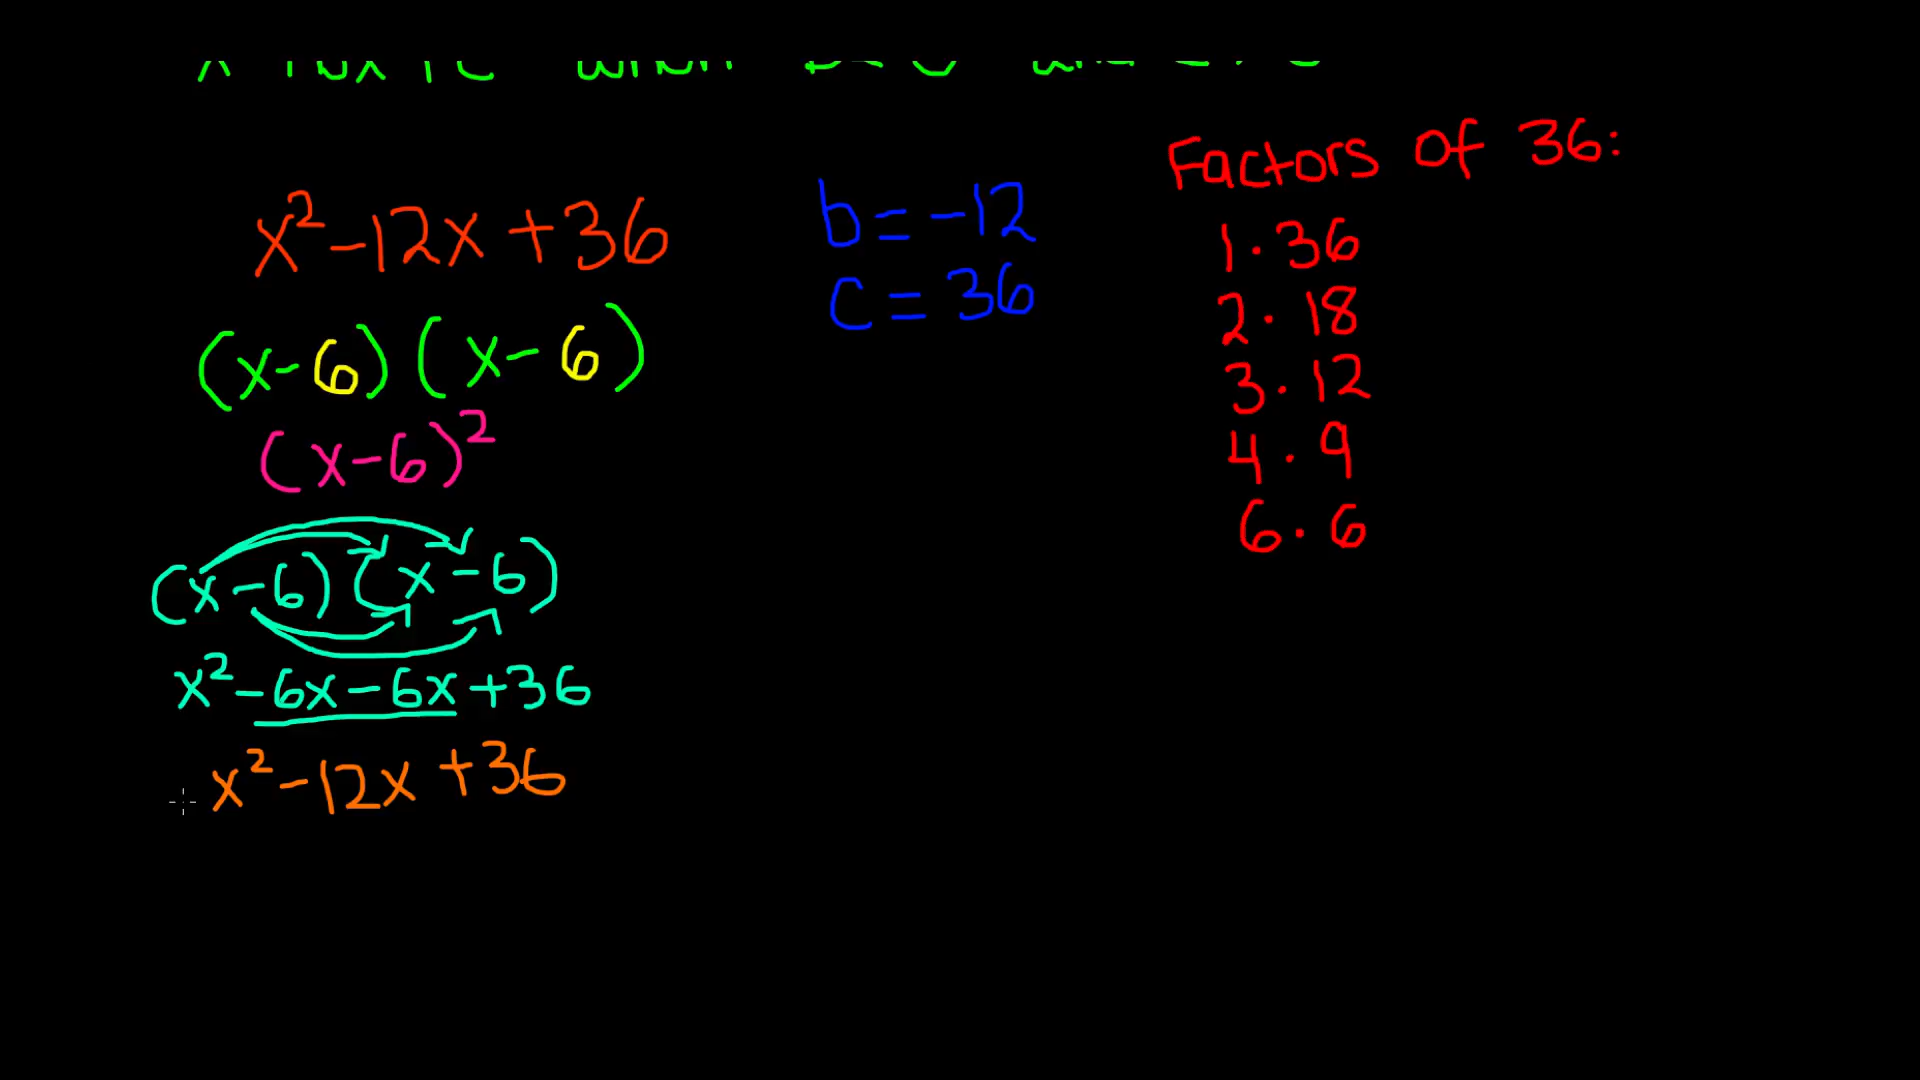 x²-12x+36
(x-6)(x-6)
(x-6)²
(x-6)(x-6)
x²-6x-6x+36
x²-12x+36
b=-12
c=36
Factors of 36:
1·36
2·18
3·12
4·9
6·6